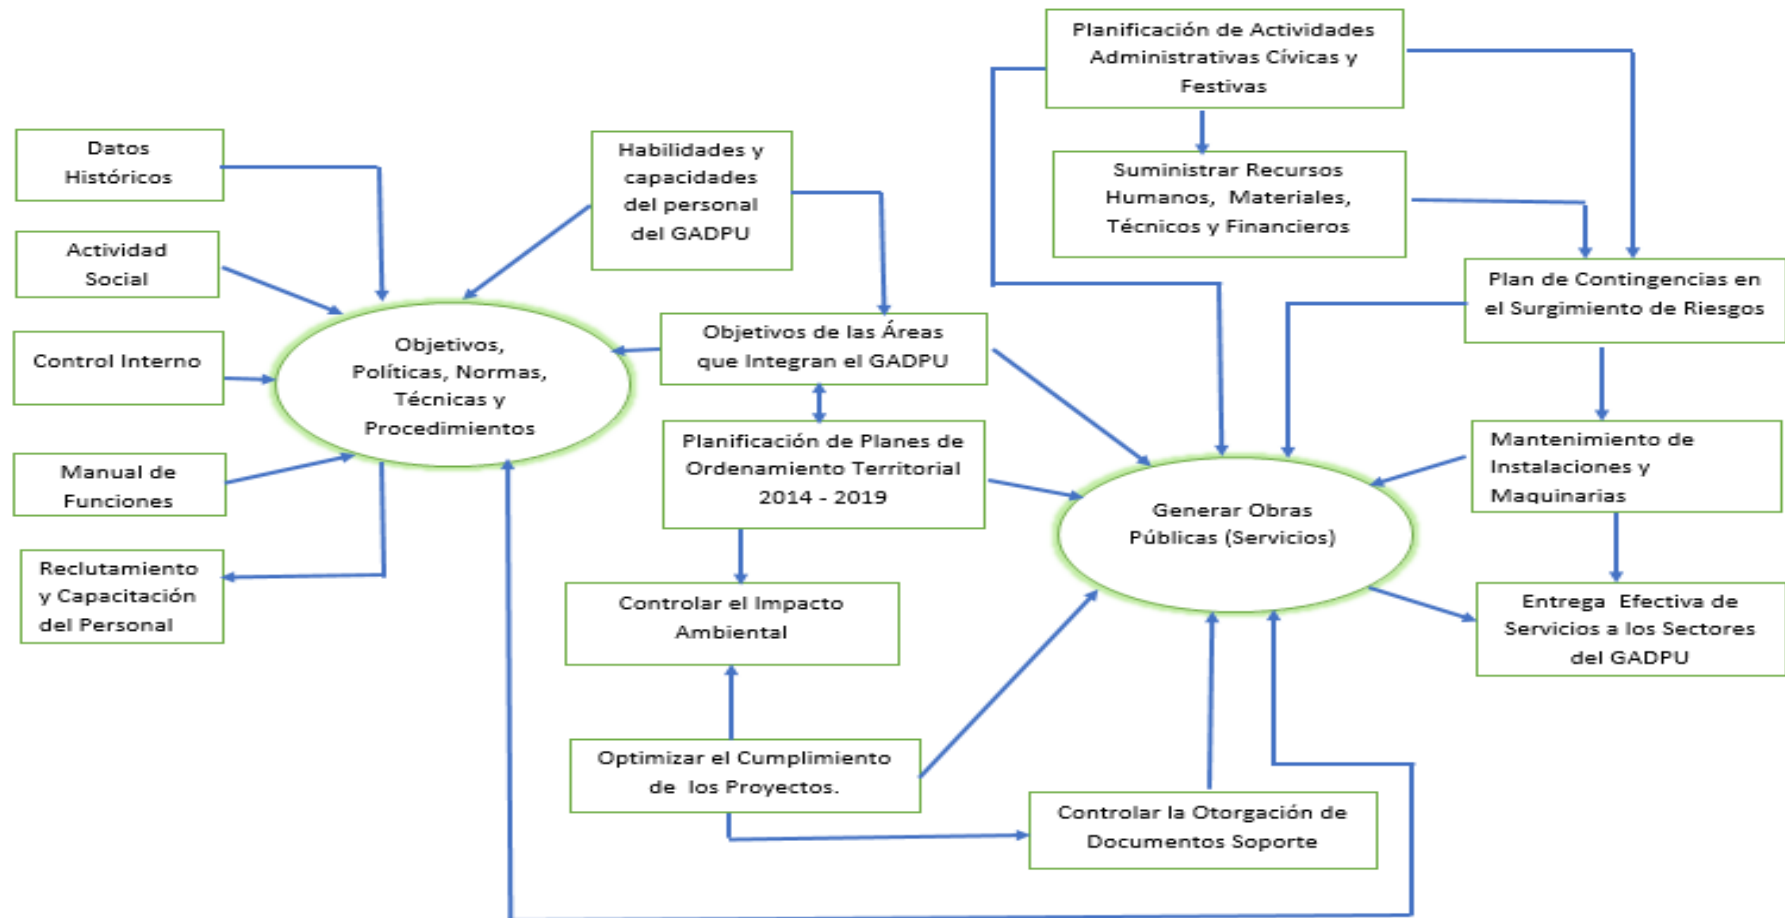 Planificación de Actividades
Administrativas Cívicas y
Festivas
Datos
Históricos
Habilidades y
capacidades
del personal
del GADPU
Suministrar Recursos
Humanos, Materiales,
Técnicos y Financieros
Actividad
Social
Plan de Contingencias en
el Surgimiento de Riesgos
Control Interno
Objetivos,
Políticas, Normas,
Técnicas y
Procedimientos
Objetivos de las Áreas
que Integran el GADPU
Planificación de Planes de
Ordenamiento Territorial
2014 - 2019
Mantenimiento de
Instalaciones y
Maquinarias
Manual de
Funciones
Generar Obras
Públicas (Servicios)
Reclutamiento
y Capacitación
del Personal
Controlar el Impacto
Ambiental
Entrega Efectiva de
Servicios a los Sectores
del GADPU
Optimizar el Cumplimiento
de los Proyectos.
Controlar la Otorgación de
Documentos Soporte